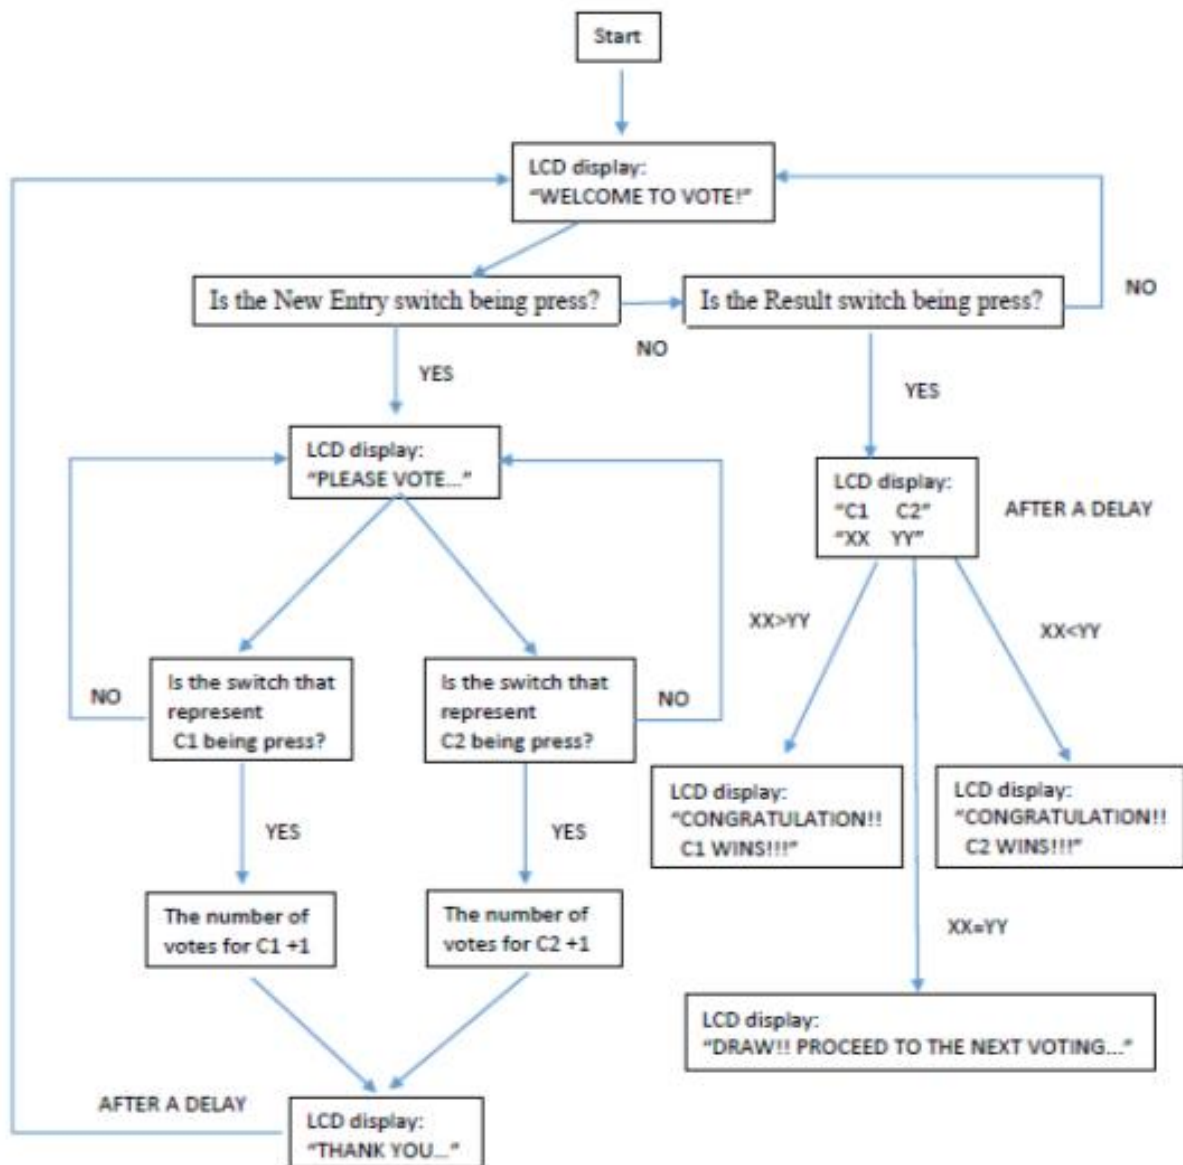 Start
LCD display:
“WELCOME TO VOTE!”
Is the New Entry switch being press?
Is the Result switch being press?
NO
NO
YES
YES
LCD display:
“PLEASE VOTE...”
LCD display:
“C1 C2”
“XX YY”
AFTER A DELAY
XX>YY
XX<YY
NO
Is the switch that
represent
C1 being press?
Is the switch that
represent
C2 being press?
NO
LCD display:
“CONGRATULATION!!
C1 WINS!!!”
LCD display:
“CONGRATULATION!!
C2 WINS!!!”
YES
YES
The number of
votes for C1 +1
The number of
votes for C2 +1
XX=YY
LCD display:
“DRAW!! PROCEED TO THE NEXT VOTING...”
AFTER A DELAY
LCD display:
“THANK YOU...”